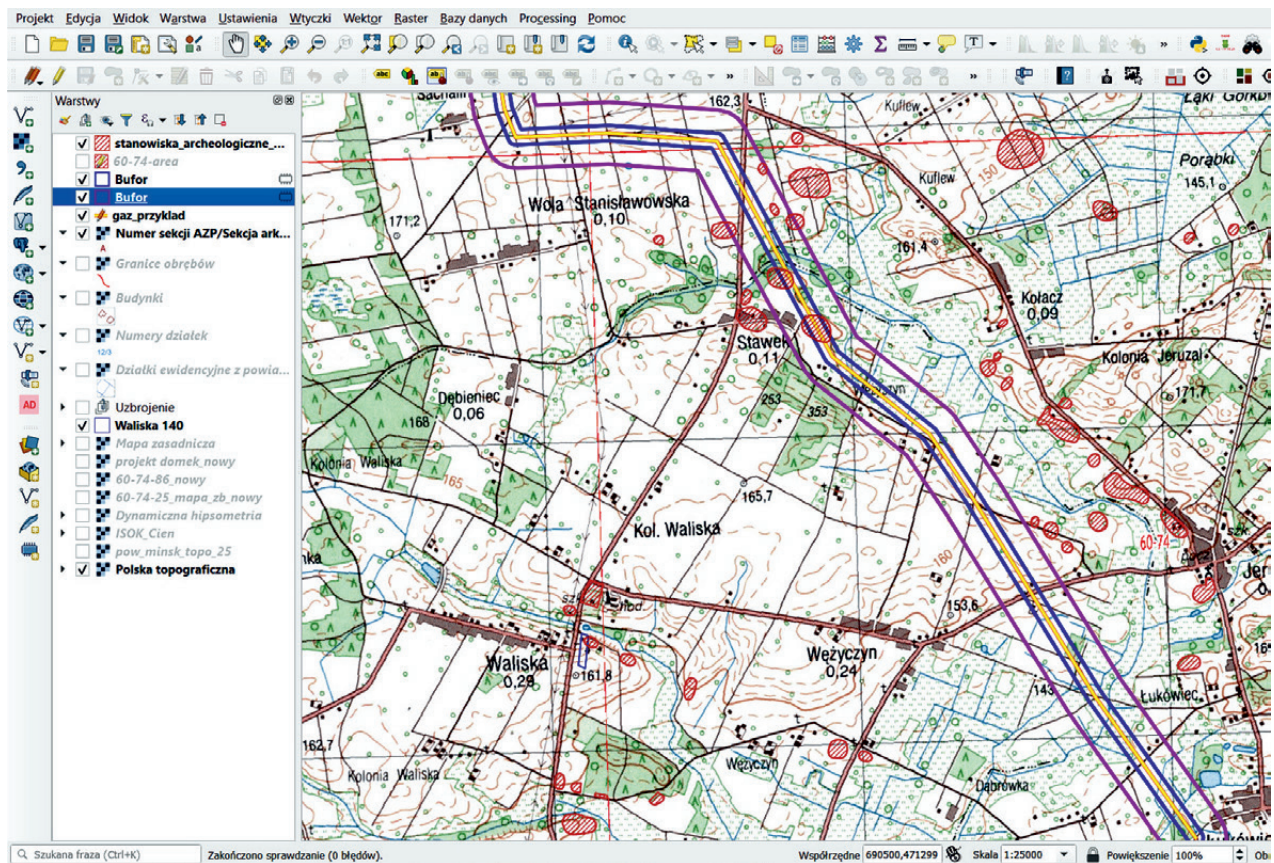 Projekt Edycja Widok Warstwa Ustawienia Wtyczki Wektor Raster Bazy danych Processing Pomoc
Warstwy
stanowiska_archeologiczne_...
60-74-area
Bufor
Bufor
gaz_przyklad
Numer sekcji AZP/Sekcja ark...
A
Granice obrębów
Budynki
Numery działek
12/3
Działki ewidencyjne z powia...
Uzbrojenie
Waliska 140
Mapa zasadnicza
projekt domek_nowy
60-74-86_nowy
60-74-25_mapa_zb_nowy
Dynamiczna hipsometria
ISOK_Cien
pow_minsk_topo_25
Polska topograficzna
AD
abc
162,3
Kuflew
Porąbki
145,1
150
Kuflew
Wola Stanisławowska
0,10
171,2
161,4
Kołacz
0,09
Stawek
0,11
Kolonia Jeruzal
171,7
Dębieniec
0,06
253
353
168
Kolonia Waliska
165
165,7
Kol. Waliska
160
60-74
153,6
Waliska
0,29
161,8
Wężyczyn
0,24
143
Łukówiec
162,7
Kolonia Waliska
Wężyczyn
Dąbrówka
Szukana fraza (Ctrl+K)
Zakończono sprawdzanie (0 błędów).
Współrzędne 690500,471299
Skala 1:25000
Powiększenie 100%